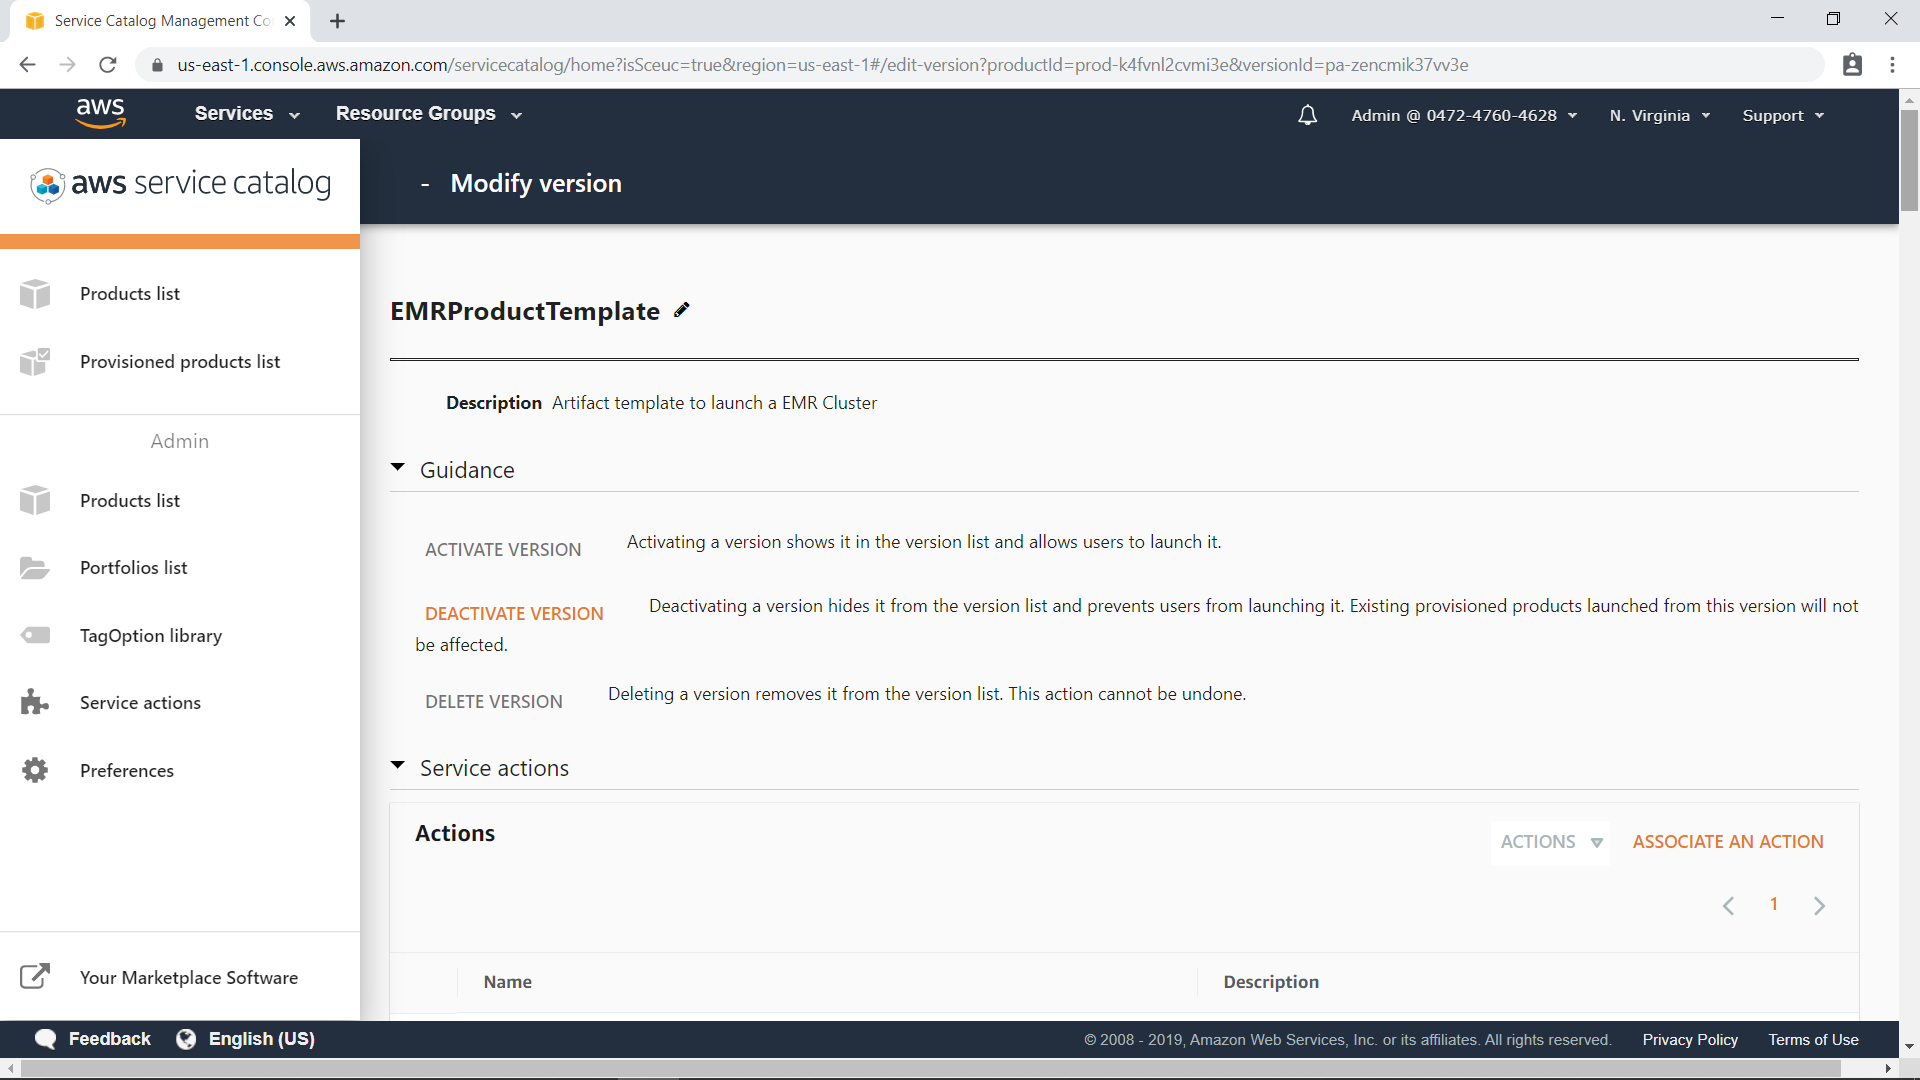 Service Catalog Management Co
us-east-1.console.aws.amazon.com/servicecatalog/home?isSceuc=true&region=us-east-1#/edit-version?productId=prod-k4fvnl2cvmi3e&versionId=pa-zencmik37vv3e
aws
Services
Resource Groups
Admin @ 0472-4760-4628
N. Virginia
Support
aws service catalog
- Modify version
Products list
Provisioned products list
Admin
Products list
Portfolios list
TagOption library
Service actions
Preferences
Your Marketplace Software
EMRProductTemplate
Description Artifact template to launch a EMR Cluster
Guidance
ACTIVATE VERSION Activating a version shows it in the version list and allows users to launch it.
DEACTIVATE VERSION Deactivating a version hides it from the version list and prevents users from launching it. Existing provisioned products launched from this version will not
be affected.
DELETE VERSION Deleting a version removes it from the version list. This action cannot be undone.
Service actions
Actions
ACTIONS
ASSOCIATE AN ACTION
1
Name Description
Feedback
English (US)
© 2008 - 2019, Amazon Web Services, Inc. or its affiliates. All rights reserved.
Privacy Policy
Terms of Use